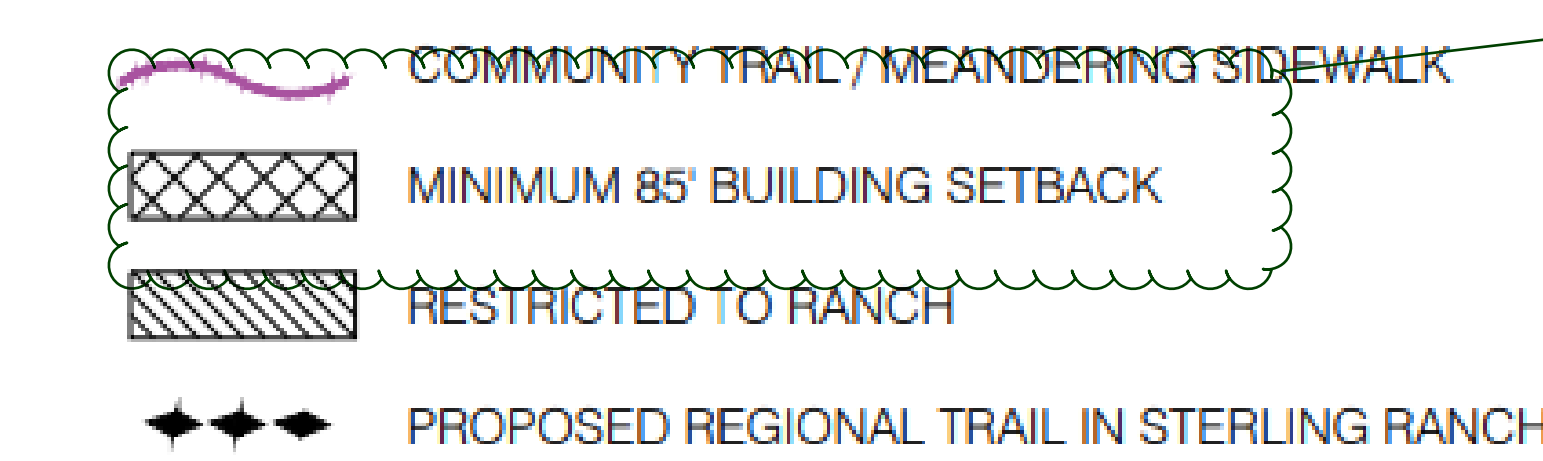 COMMUNITY TRAIL / MEANDERING SIDEWALK
MINIMUM 85' BUILDING SETBACK
RESTRICTED TO RANCH
PROPOSED REGIONAL TRAIL IN STERLING RANCH